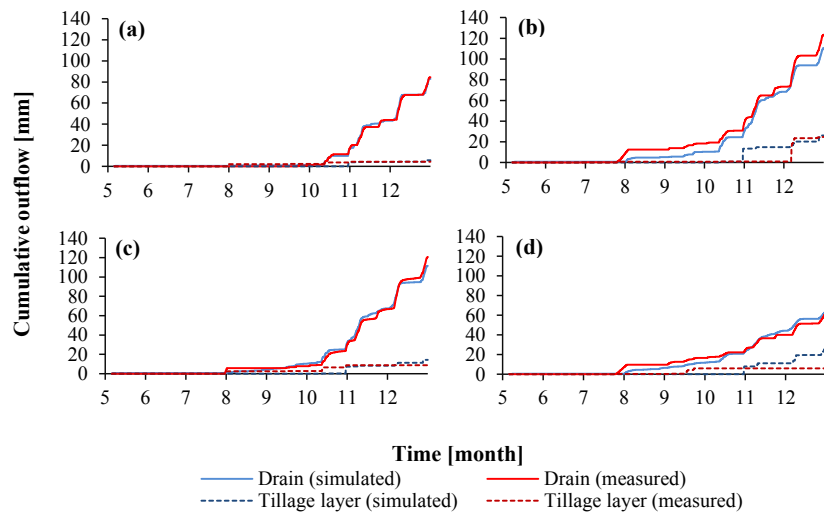 (a)
140
120
100
80
60
40
20
0
5 6 7 8 9 10 11 12
(b)
140
120
100
80
60
40
20
0
5 6 7 8 9 10 11 12
(c)
140
120
100
80
60
40
20
0
5 6 7 8 9 10 11 12
(d)
140
120
100
80
60
40
20
0
5 6 7 8 9 10 11 12
Cumulative outflow [mm]
Time [month]
Drain (simulated) Drain (measured)
Tillage layer (simulated) Tillage layer (measured)